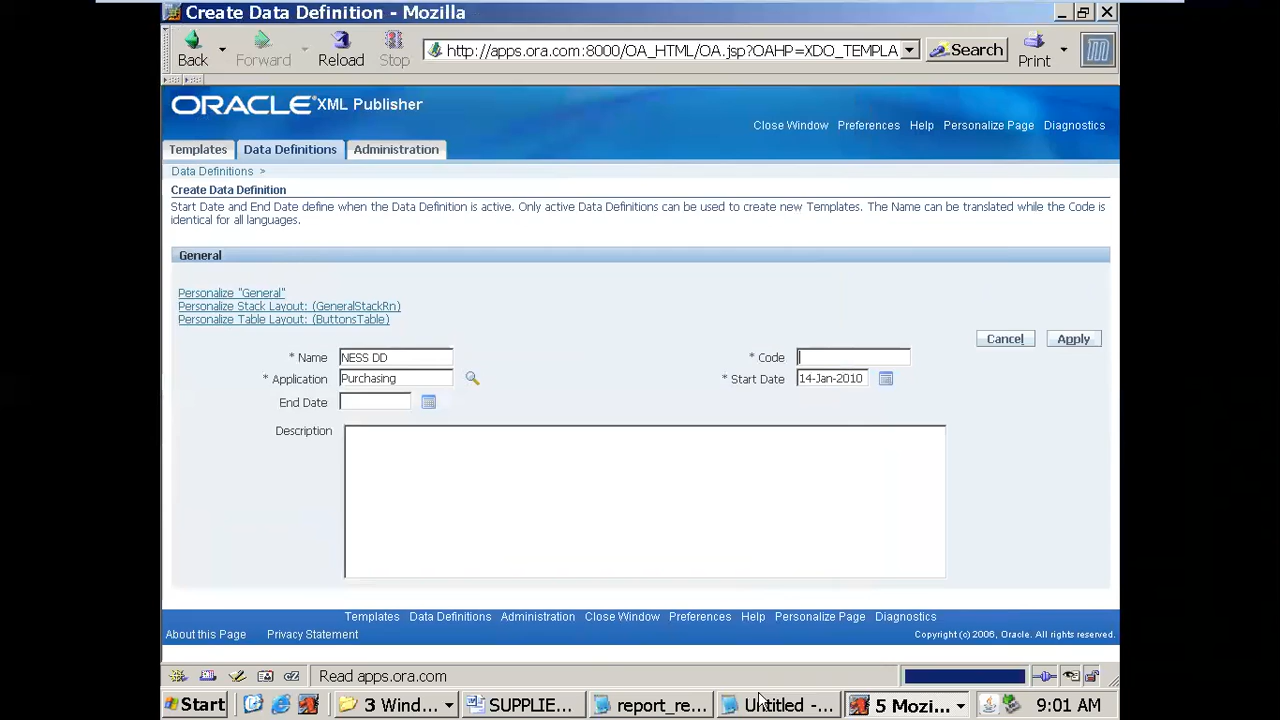 Create Data Definition - Mozilla
Back Forward Reload Stop http://apps.ora.com:8000/OA_HTML/OA.jsp?OAHP=XDO_TEMPLA Search Print
ORACLE XML Publisher
Close Window Preferences Help Personalize Page Diagnostics
Templates Data Definitions Administration
Data Definitions >
Create Data Definition
Start Date and End Date define when the Data Definition is active. Only active Data Definitions can be used to create new Templates. The Name can be translated while the Code is
identical for all languages.
General
Personalize "General"
Personalize Stack Layout: (GeneralStackRn)
Personalize Table Layout: (ButtonsTable)
Cancel Apply
* Name NESS DD * Code
* Application Purchasing * Start Date 14-Jan-2010
End Date
Description
Templates Data Definitions Administration Close Window Preferences Help Personalize Page Diagnostics
About this Page Privacy Statement Copyright (c) 2006, Oracle. All rights reserved.
Read apps.ora.com
Start 3 Wind... SUPPLIE... report_re... Untitled -... 5 Mozi... 9:01 AM